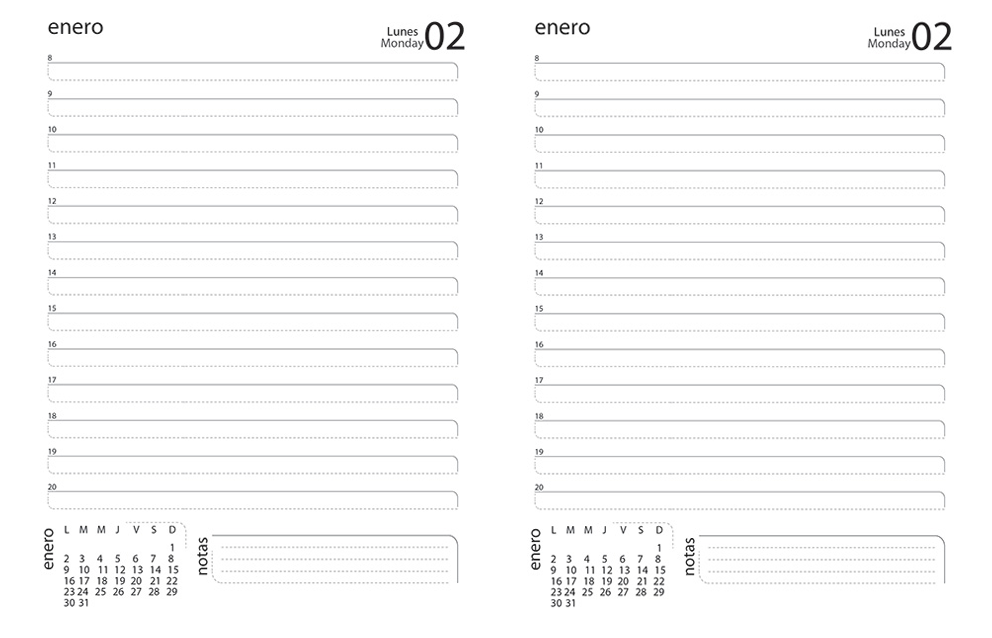 enero
Lunes
Monday 02
8
9
10
11
12
13
14
15
16
17
18
19
20
enero
L M M J V S D
1
2 3 4 5 6 7 8
9 10 11 12 13 14 15
16 17 18 19 20 21 22
23 24 25 26 27 28 29
30 31
notas
enero
Lunes
Monday 02
8
9
10
11
12
13
14
15
16
17
18
19
20
enero
L M M J V S D
1
2 3 4 5 6 7 8
9 10 11 12 13 14 15
16 17 18 19 20 21 22
23 24 25 26 27 28 29
30 31
notas